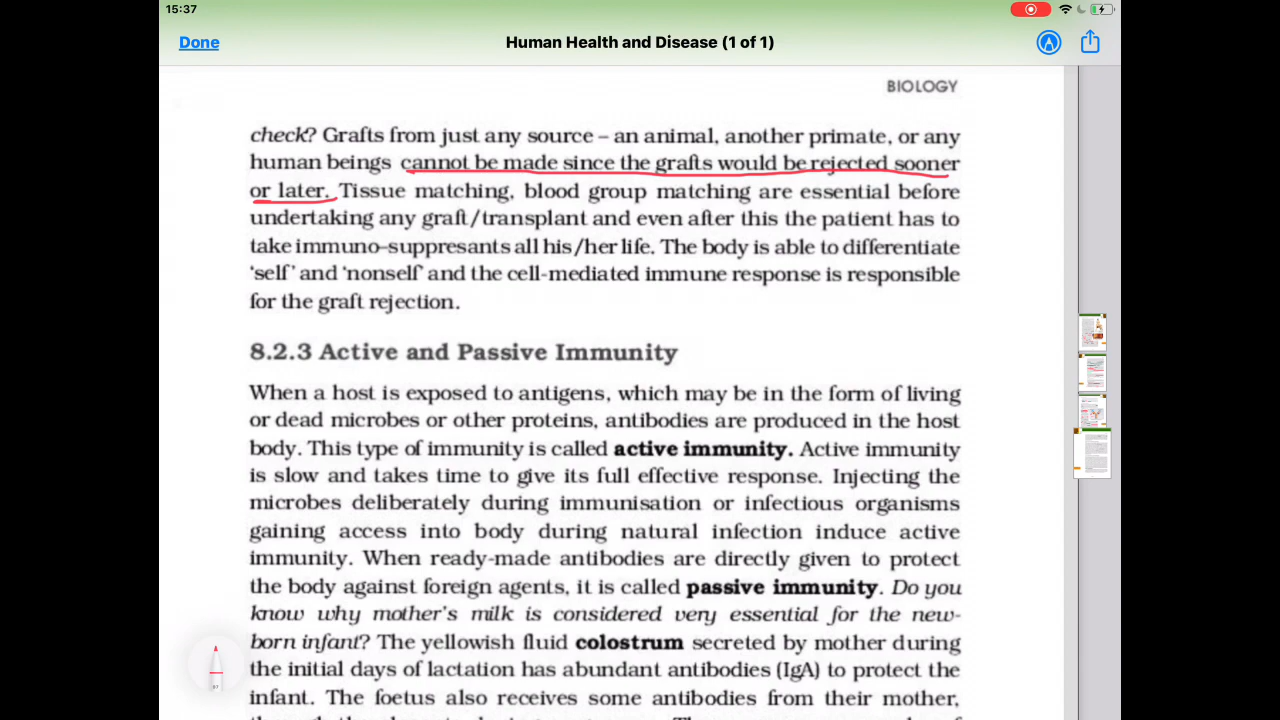 15:37
Done
Human Health and Disease (1 of 1)
BIOLOGY
check? Grafts from just any source – an animal, another primate, or any
human beings cannot be made since the grafts would be rejected sooner
or later. Tissue matching, blood group matching are essential before
undertaking any graft/transplant and even after this the patient has to
take immuno–suppresants all his/her life. The body is able to differentiate
‘self’ and ‘nonself’ and the cell-mediated immune response is responsible
for the graft rejection.
8.2.3 Active and Passive Immunity
When a host is exposed to antigens, which may be in the form of living
or dead microbes or other proteins, antibodies are produced in the host
body. This type of immunity is called active immunity. Active immunity
is slow and takes time to give its full effective response. Injecting the
microbes deliberately during immunisation or infectious organisms
gaining access into body during natural infection induce active
immunity. When ready-made antibodies are directly given to protect
the body against foreign agents, it is called passive immunity. Do you
know why mother's milk is considered very essential for the new-
born infant? The yellowish fluid colostrum secreted by mother during
the initial days of lactation has abundant antibodies (IgA) to protect the
infant. The foetus also receives some antibodies from their mother,